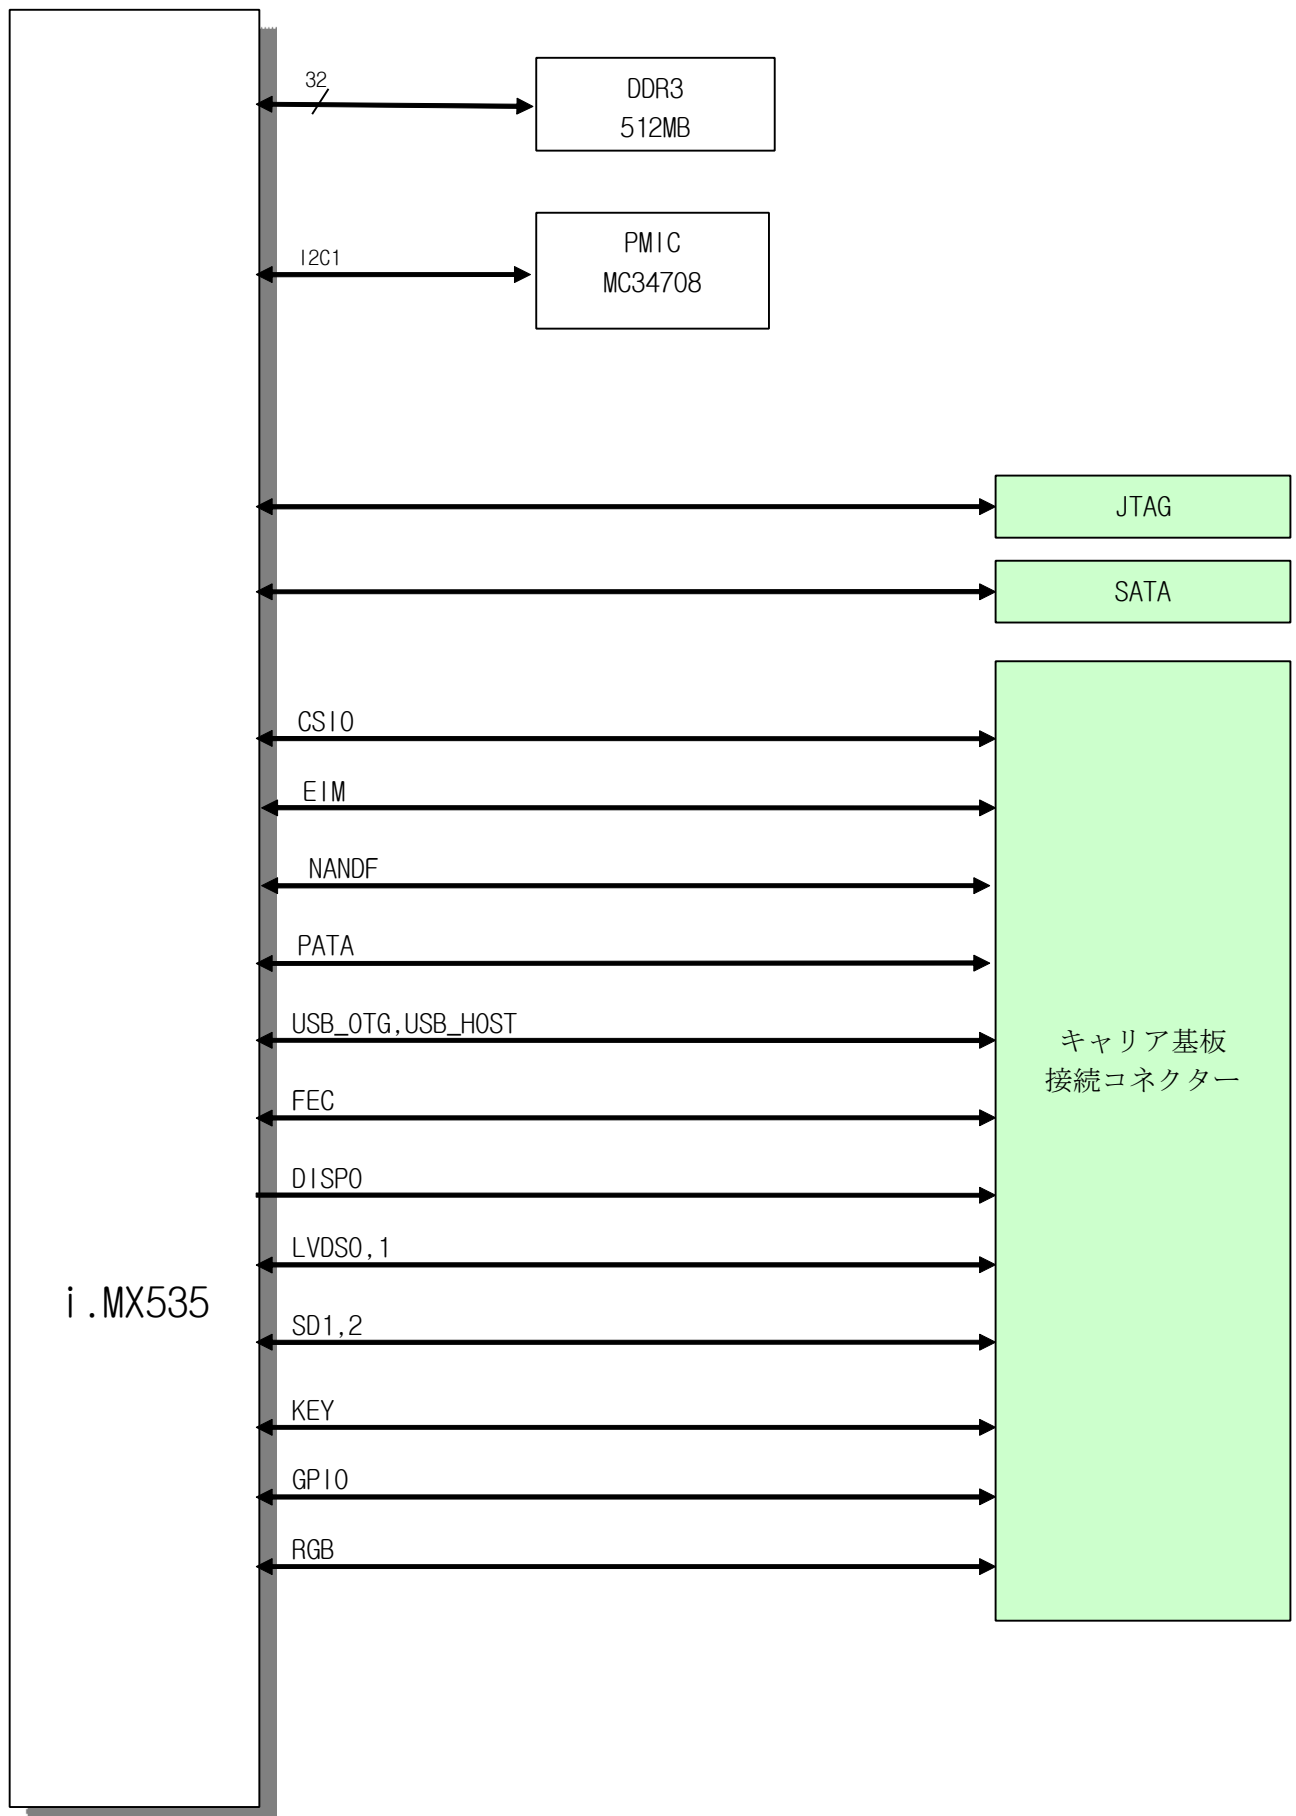 32
DDR3
512MB
I2C1
PMIC
MC34708
JTAG
SATA
CSI0
EIM
NANDF
PATA
USB_OTG,USB_HOST
キャリア基板
接続コネクター
FEC
DISP0
LVDS0,1
i.MX535
SD1,2
KEY
GPIO
RGB